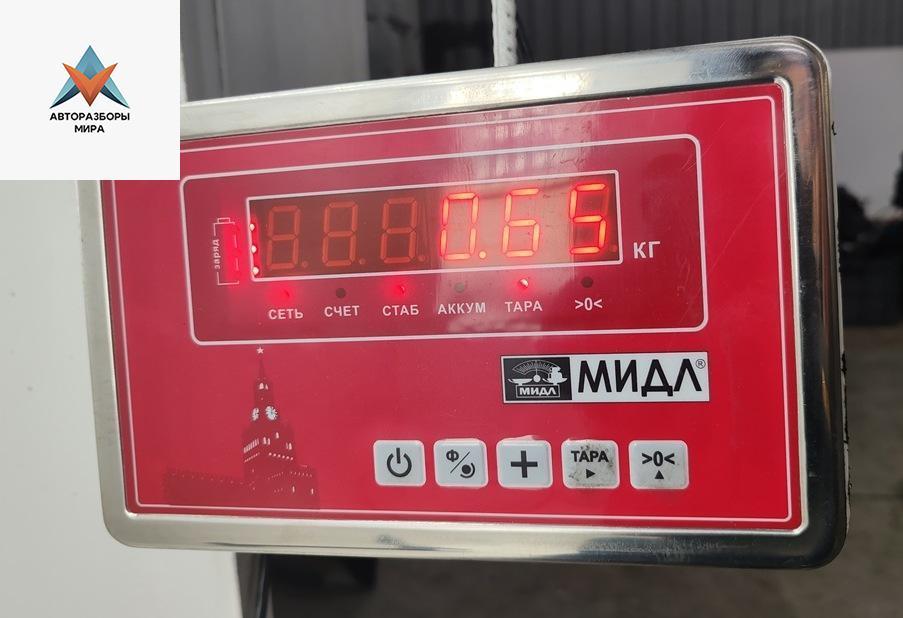 АВТОРАЗБОРЫ
МИРА
заряд
0.65 КГ
СЕТЬ СЧЕТ СТАБ АККУМ ТАРА >0<
МИДЛ МИДЛ®
Ф + ТАРА >0<